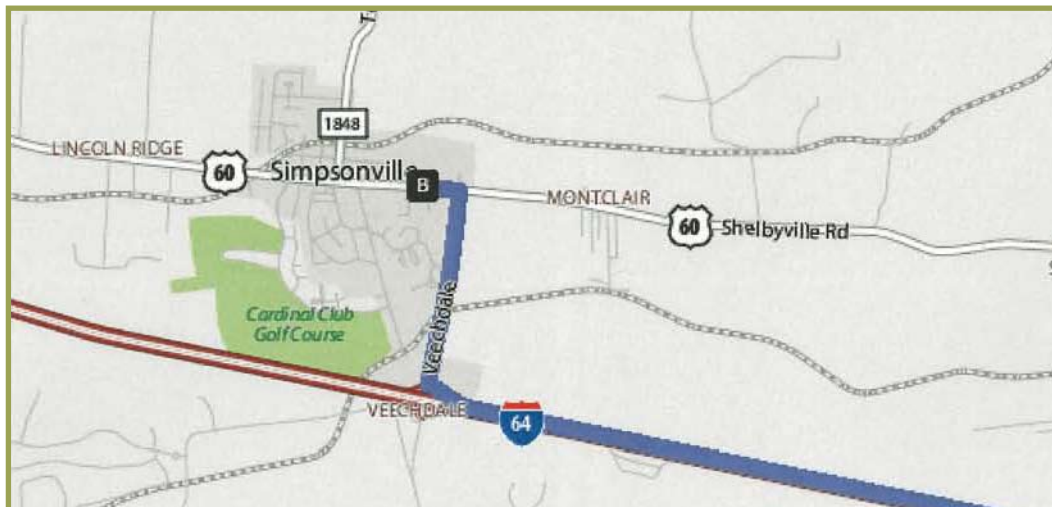 1848
LINCOLN RIDGE
60
Simpsonville
B
MONTCLAIR
60
Shelbyville Rd
Veechdale
Cardinal Club
Golf Course
VEECHDALE
64